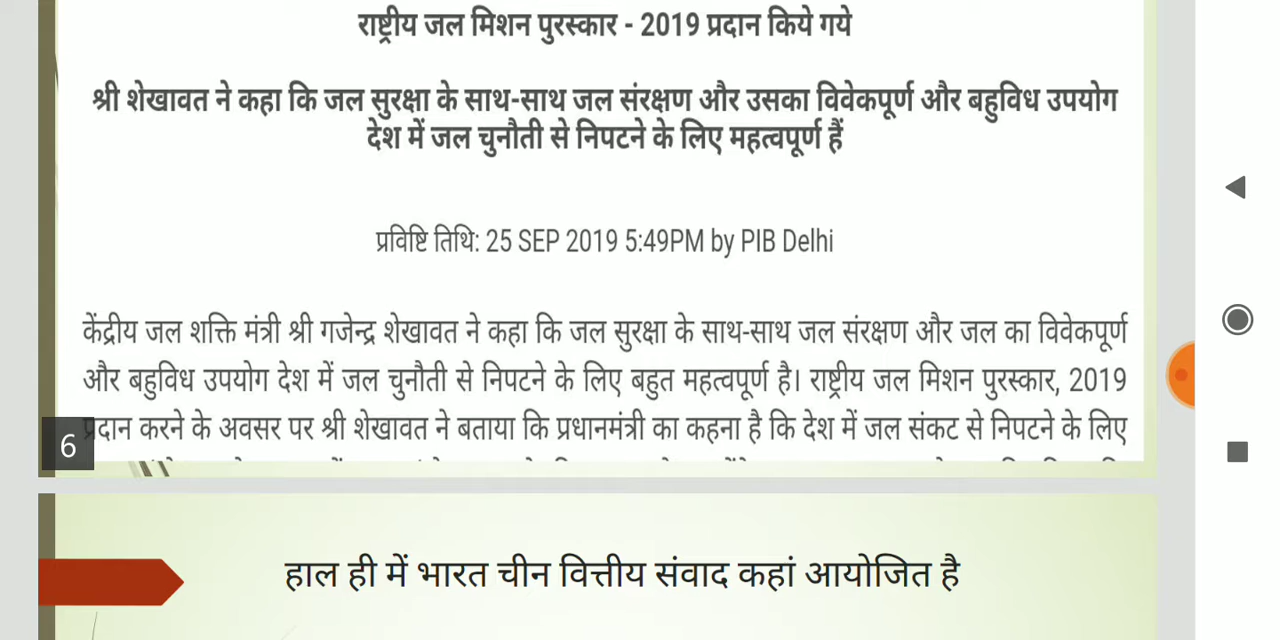 राष्ट्रीय जल मिशन पुरस्कार - 2019 प्रदान किये गये
श्री शेखावत ने कहा कि जल सुरक्षा के साथ-साथ जल संरक्षण और उसका विवेकपूर्ण और बहुविध उपयोग
देश में जल चुनौती से निपटने के लिए महत्वपूर्ण हैं
प्रविष्टि तिथि: 25 SEP 2019 5:49PM by PIB Delhi
केंद्रीय जल शक्ति मंत्री श्री गजेन्द्र शेखावत ने कहा कि जल सुरक्षा के साथ-साथ जल संरक्षण और जल का विवेकपूर्ण
और बहुविध उपयोग देश में जल चुनौती से निपटने के लिए बहुत महत्वपूर्ण है। राष्ट्रीय जल मिशन पुरस्कार, 2019
प्रदान करने के अवसर पर श्री शेखावत ने बताया कि प्रधानमंत्री का कहना है कि देश में जल संकट से निपटने के लिए
6
हाल ही में भारत चीन वित्तीय संवाद कहां आयोजित है